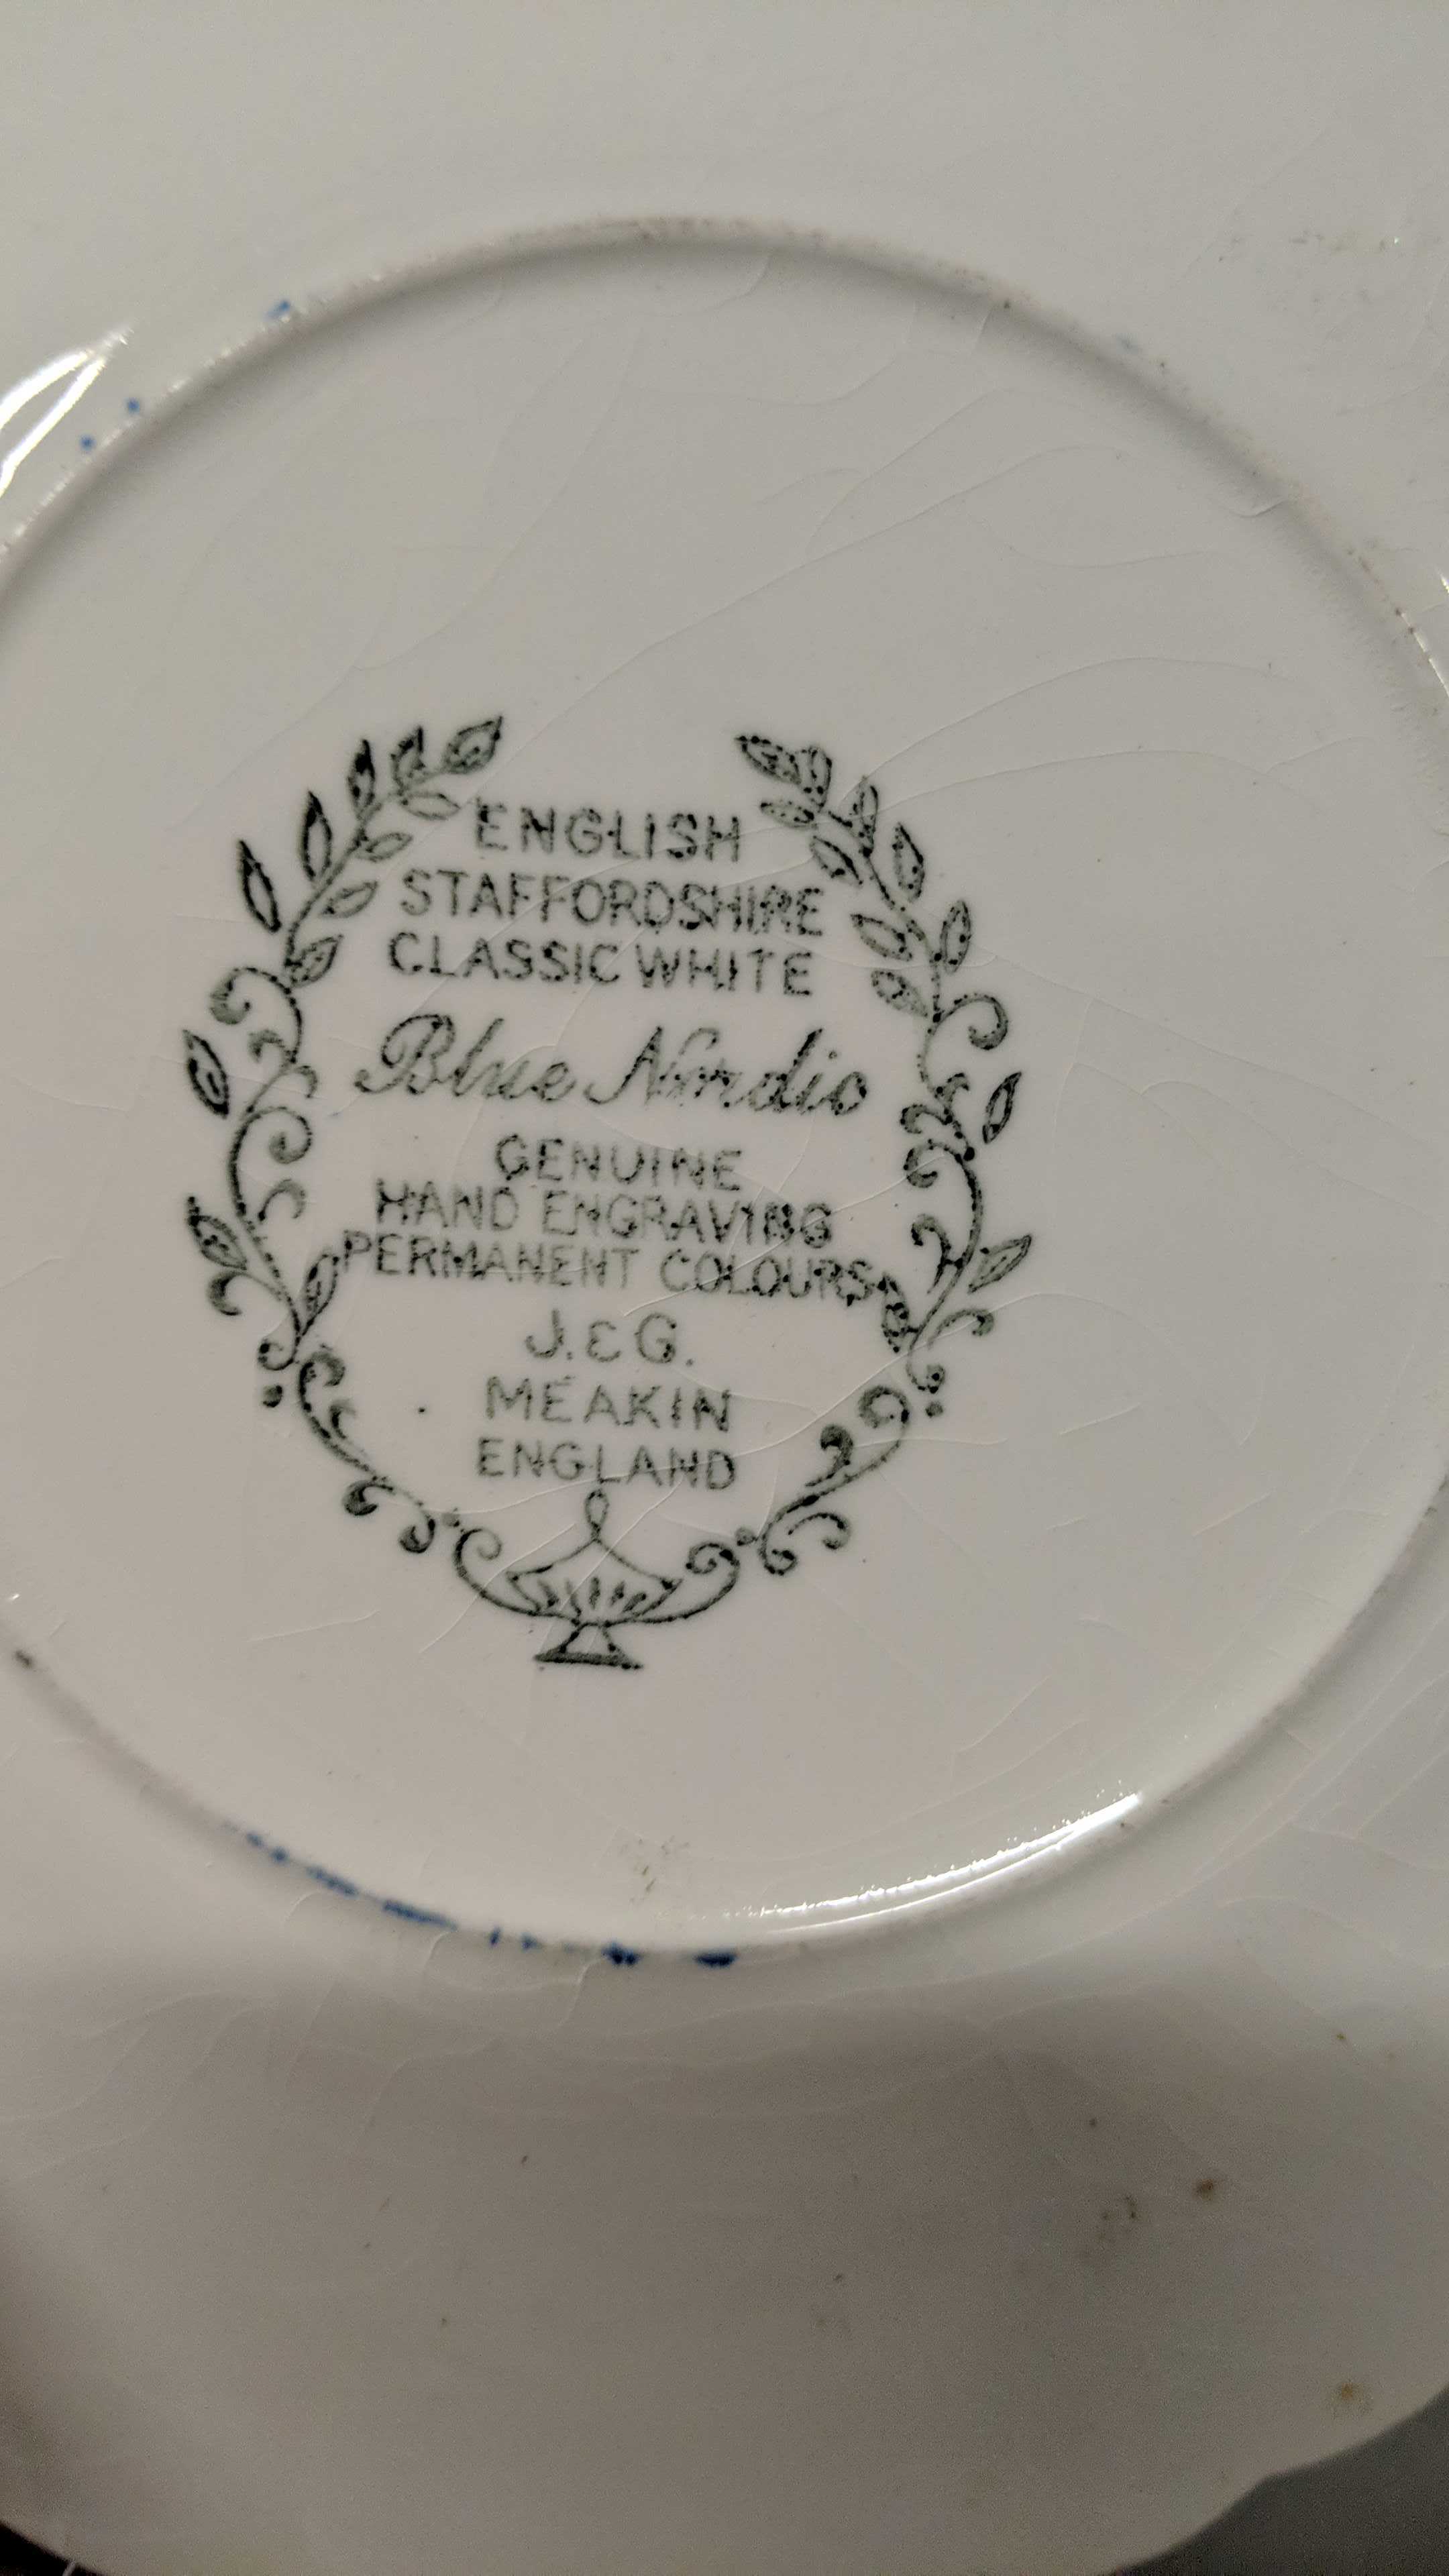 ENGLISH
STAFFORDSHIRE
CLASSIC WHITE
Blue Nordic
GENUINE
HAND ENGRAVING
PERMANENT COLOURS
J. & G.
MEAKIN
ENGLAND